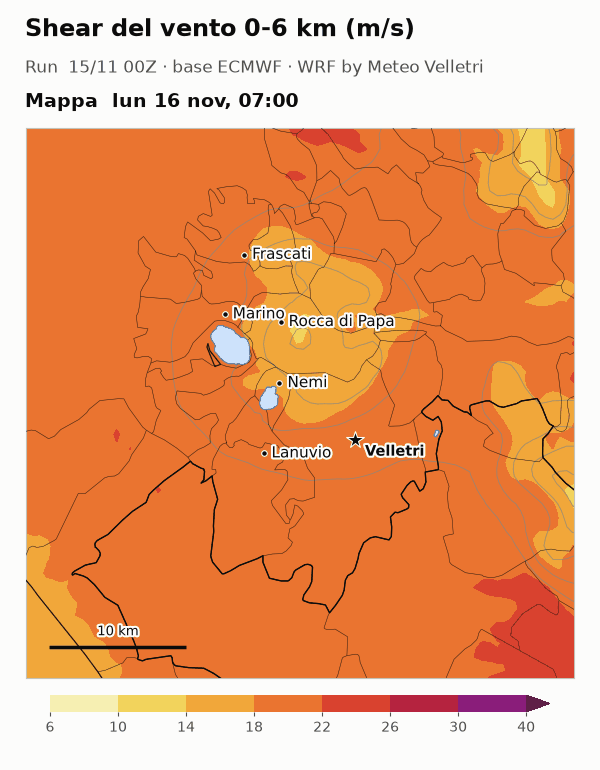 Shear del vento 0-6 km (m/s)
Run  15/11 00Z · base ECMWF · WRF by Meteo Velletri
Mappa  lun 16 nov, 07:00
Frascati
Marino
Rocca di Papa
Nemi
Velletri
Lanuvio
10 km
6 10 14 18 22 26 30 40